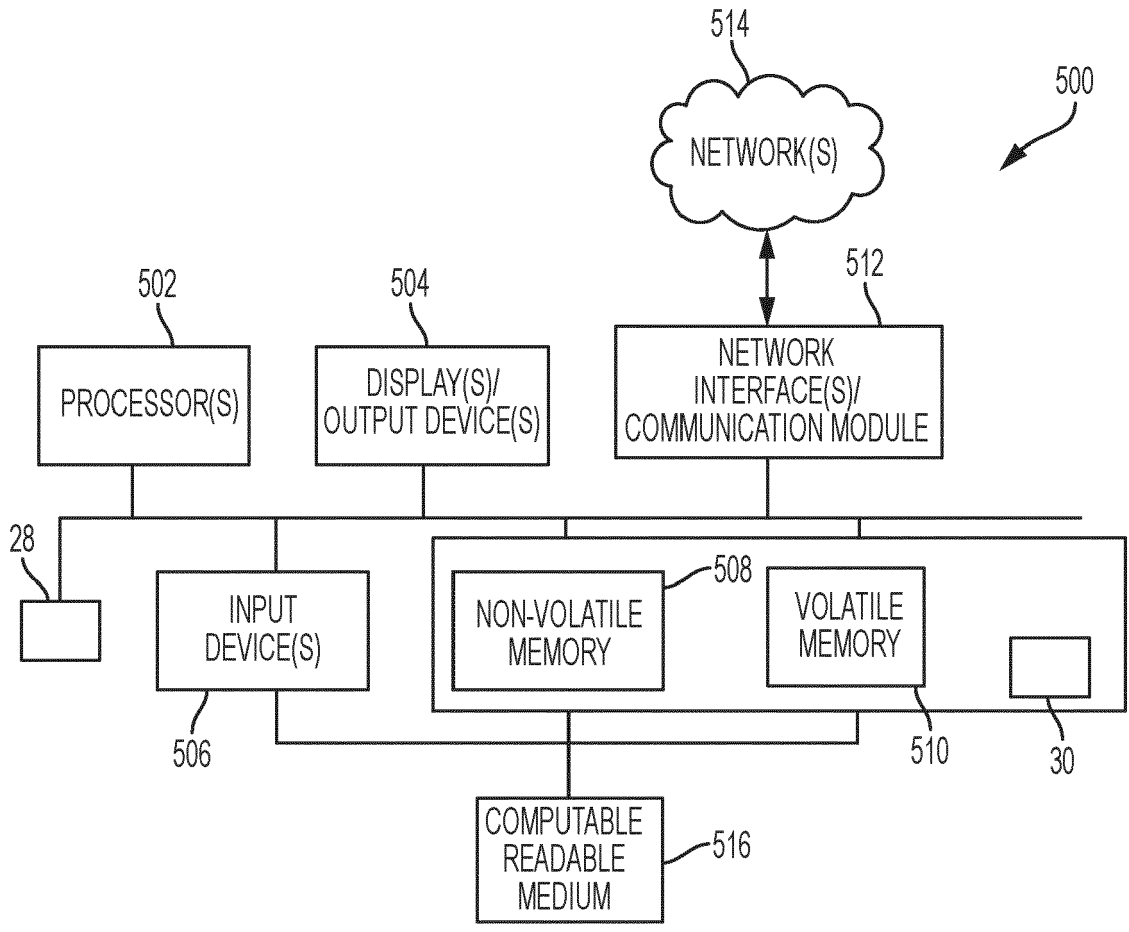 514
500
NETWORK(S)
502
504
512
PROCESSOR(S)
DISPLAY(S)/
OUTPUT DEVICE(S)
NETWORK
INTERFACE(S)/
COMMUNICATION MODULE
28
INPUT
DEVICE(S)
506
NON-VOLATILE
MEMORY
508
VOLATILE
MEMORY
510
30
COMPUTABLE
READABLE
MEDIUM
516